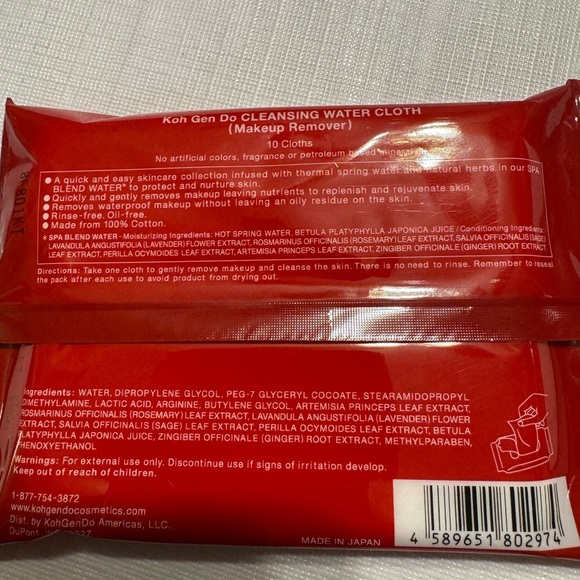 Koh Gen Do CLEANSING WATER CLOTH
(Makeup Remover)
10 Cloths
No artificial colors, fragrance or petroleum based mineral
● A quick and easy skincare collection infused with thermal spring water and natural herbs in our SPA
BLEND WATER* to protect and nurture skin.
● Quickly and gently removes makeup leaving nutrients to replenish and rejuvenate skin.
● Removes waterproof makeup without leaving an oily residue on the skin.
● Rinse-free. Oil-free.
● Made from 100% Cotton.
* SPA BLEND WATER - Moisturizing Ingredients: HOT SPRING WATER, BETULA PLATYPHYLLA JAPONICA JUICE / Conditioning Ingredients:
LAVANDULA ANGUSTIFOLIA (LAVENDER) FLOWER EXTRACT, ROSMARINUS OFFICINALIS (ROSEMARY) LEAF EXTRACT, SALVIA OFFICINALIS (SAGE)
LEAF EXTRACT, PERILLA OCYMOIDES LEAF EXTRACT, ARTEMISIA PRINCEPS LEAF EXTRACT, ZINGIBER OFFICINALE (GINGER) ROOT EXTRACT
Directions: Take one cloth to gently remove makeup and cleanse the skin. There is no need to rinse. Remember to reseal
the pack after each use to avoid product from drying out.
Ingredients: WATER, DIPROPYLENE GLYCOL, PEG-7 GLYCERYL COCOATE, STEARAMIDOPROPYL
DIMETHYLAMINE, LACTIC ACID, ARGININE, BUTYLENE GLYCOL, ARTEMISIA PRINCEPS LEAF EXTRACT,
ROSMARINUS OFFICINALIS (ROSEMARY) LEAF EXTRACT, LAVANDULA ANGUSTIFOLIA (LAVENDER) FLOWER
EXTRACT, SALVIA OFFICINALIS (SAGE) LEAF EXTRACT, PERILLA OCYMOIDES LEAF EXTRACT, BETULA
PLATYPHYLLA JAPONICA JUICE, ZINGIBER OFFICINALE (GINGER) ROOT EXTRACT, METHYLPARABEN,
PHENOXYETHANOL
Warnings: For external use only. Discontinue use if signs of irritation develop.
Keep out of reach of children.
1-877-754-3872
www.kohgendocosmetics.com
Dist. by KohGenDo Americas, LLC.
DuPont,
MADE IN JAPAN
4 589651 802974